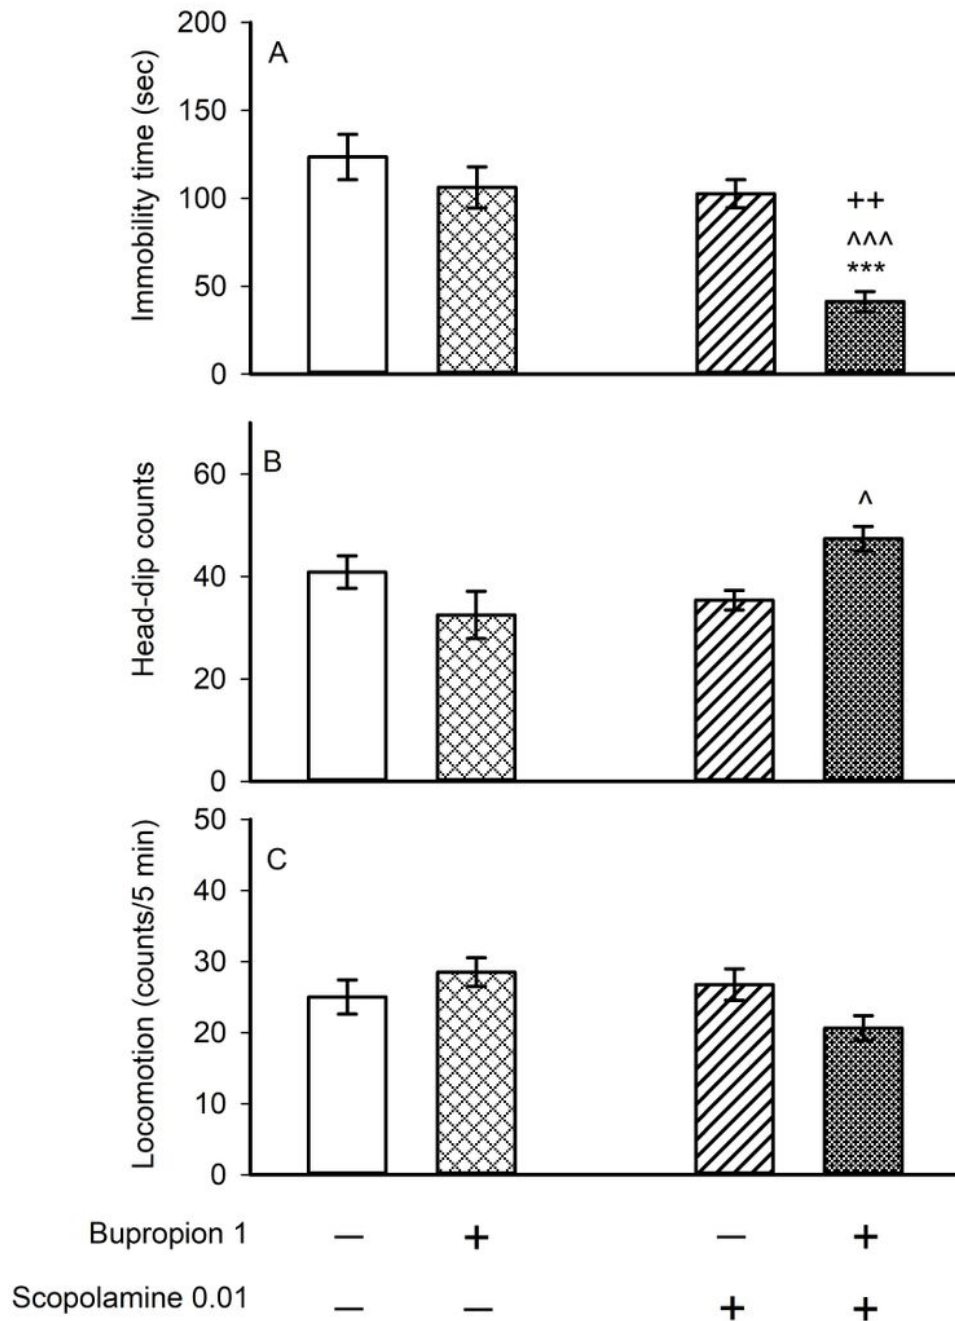 A
Immobility time (sec)
200
150
100
50
0
++
^^^
***
B
Head-dip counts
60
40
20
0
^
C
Locomotion (counts/5 min)
50
40
30
20
10
0
Bupropion 1 — + — +
Scopolamine 0.01 — — + +